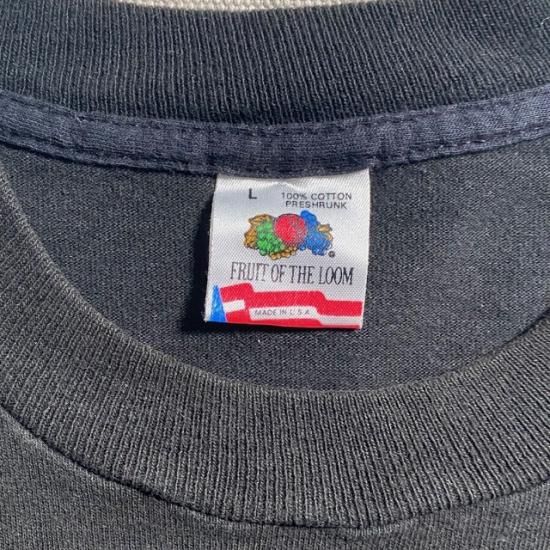 L 100% COTTON
PRESHRUNK
FRUIT OF THE LOOM
MADE IN U.S.A